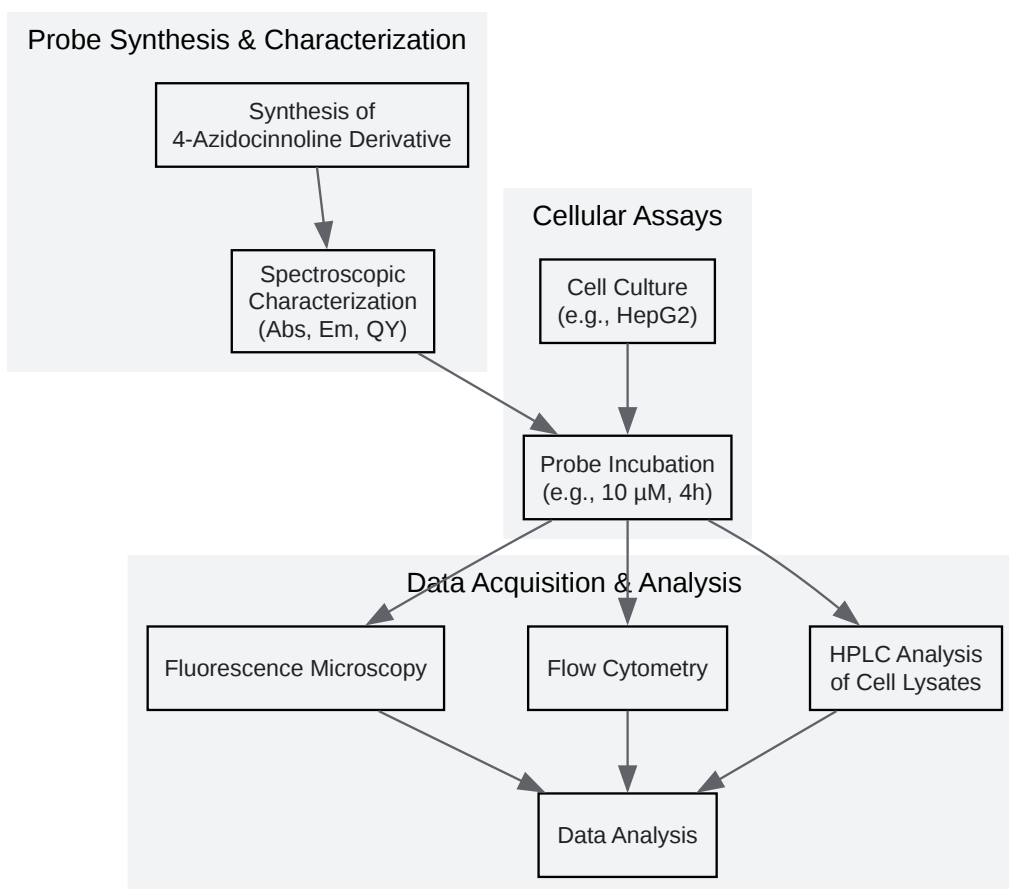 Probe Synthesis & Characterization
Synthesis of
4-Azidocinnoline Derivative
Spectroscopic
Characterization
(Abs, Em, QY)
Cellular Assays
Cell Culture
(e.g., HepG2)
Probe Incubation
(e.g., 10 µM, 4h)
Data Acquisition & Analysis
Fluorescence Microscopy
Flow Cytometry
HPLC Analysis
of Cell Lysates
Data Analysis